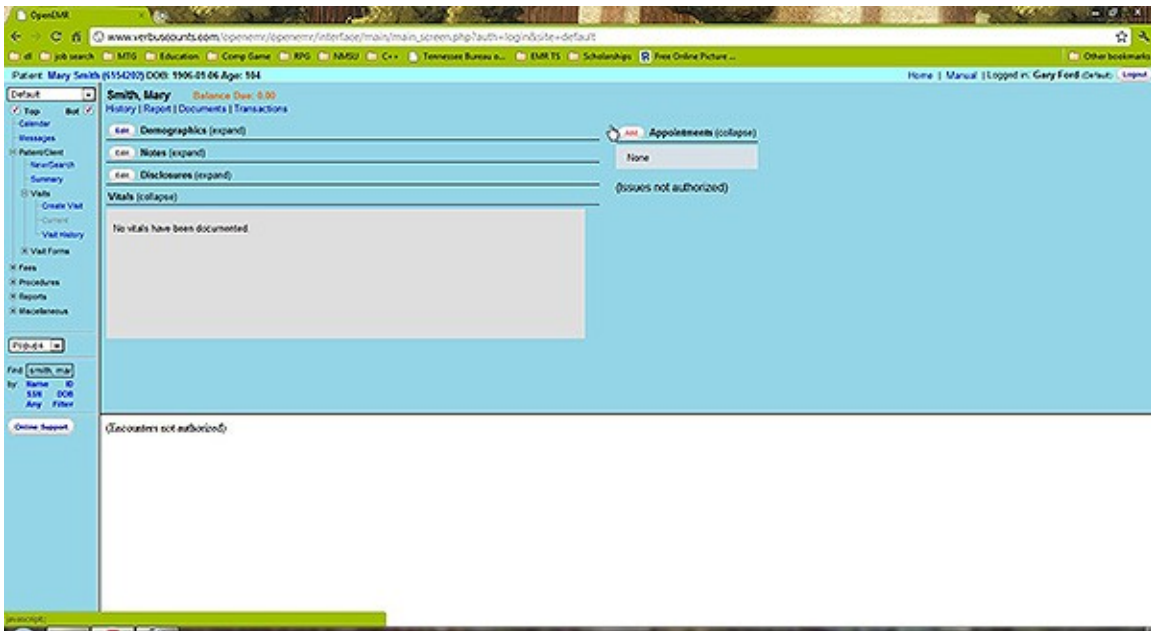 OpenEMR
www.verbuscounts.com/openemr/openemr/interface/main/main_screen.php?auth=login&site=default
dl job search MTG Education Comp Game RPG NMSU C++ Tennessee Bureau o... EMR TS Scholarships Free Online Picture ... Other bookmarks
Patient: Mary Smith DOB: 1906-01-06 Age: 104 Home | Manual | Logged in: Gary Ford (Default) Logout
Default
Top Bot
Calendar
Messages
Patient/Client
New/Search
Summary
Visits
Create Visit
Current
Visit History
Visit Forms
Fees
Procedures
Reports
Miscellaneous
Popups
Find smith, mar
by: Name ID
SSN DOB
Any Filter
Online Support
Smith, Mary Balance Due: 0.00
History | Report | Documents | Transactions
Edit Demographics (expand)
Edit Notes (expand)
Edit Disclosures (expand)
Vitals (collapse)
No vitals have been documented.
Add Appointments (collapse)
None
(Issues not authorized)
(Encounters not authorized)
javascript: